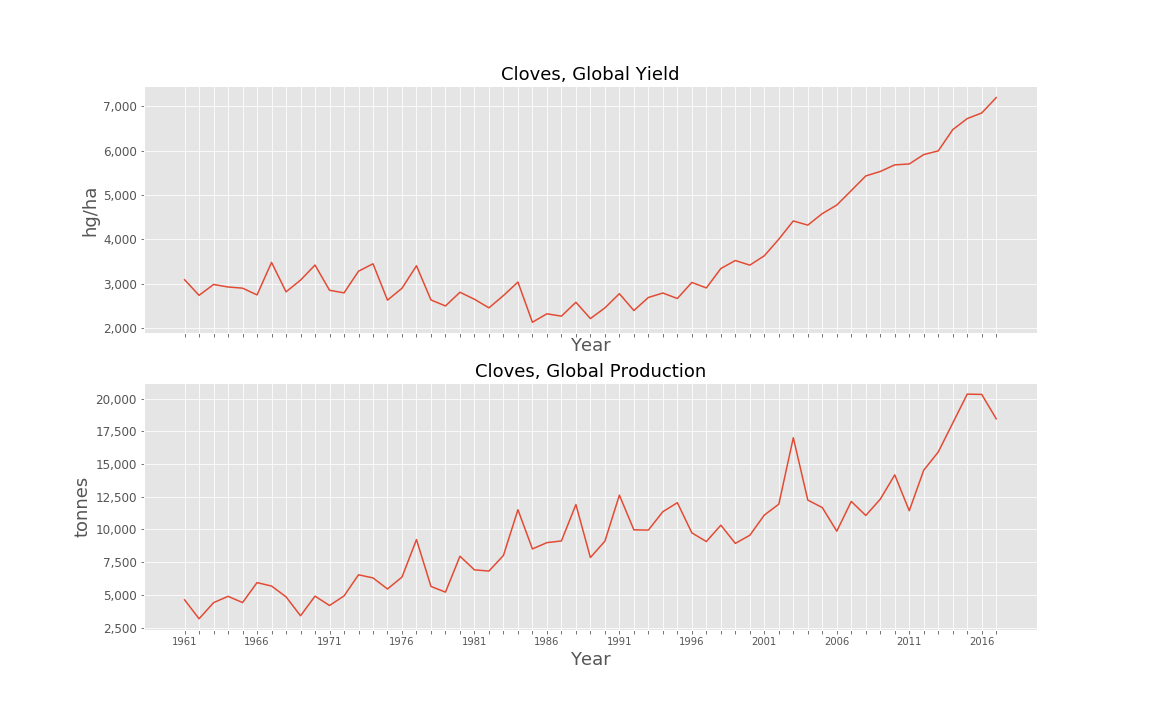 Cloves, Global Yield
7,000
6,000
5,000
4,000
3,000
2,000
hg/ha
Year
Cloves, Global Production
20,000
17,500
15,000
12,500
10,000
7,500
5,000
2,500
tonnes
1961 1966 1971 1976 1981 1986 1991 1996 2001 2006 2011 2016
Year